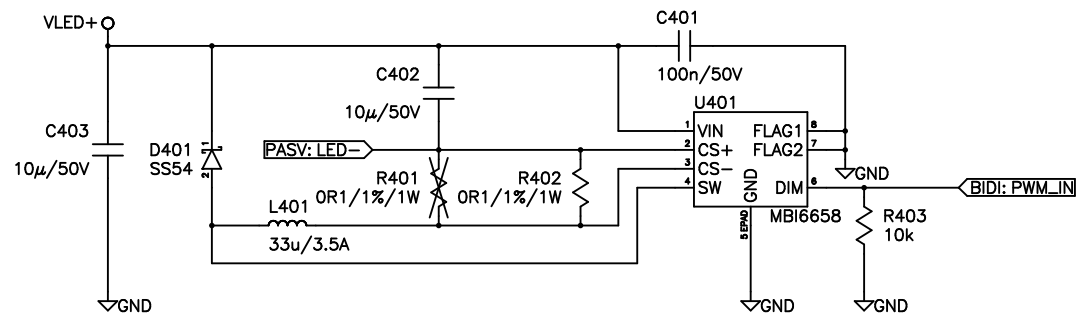 VLED+
C401
100n/50V
C402
10μ/50V
U401
C403
10μ/50V
D401
SS54
1
2
PASV: LED-
R401
0R1/1%/1W
R402
0R1/1%/1W
L401
33u/3.5A
1
2
3
4
VIN
CS+
CS-
SW
FLAG1
FLAG2
GND
DIM
8
7
6
5 EPAD
MBI6658
GND
BIDI: PWM_IN
R403
10k
GND
GND
GND